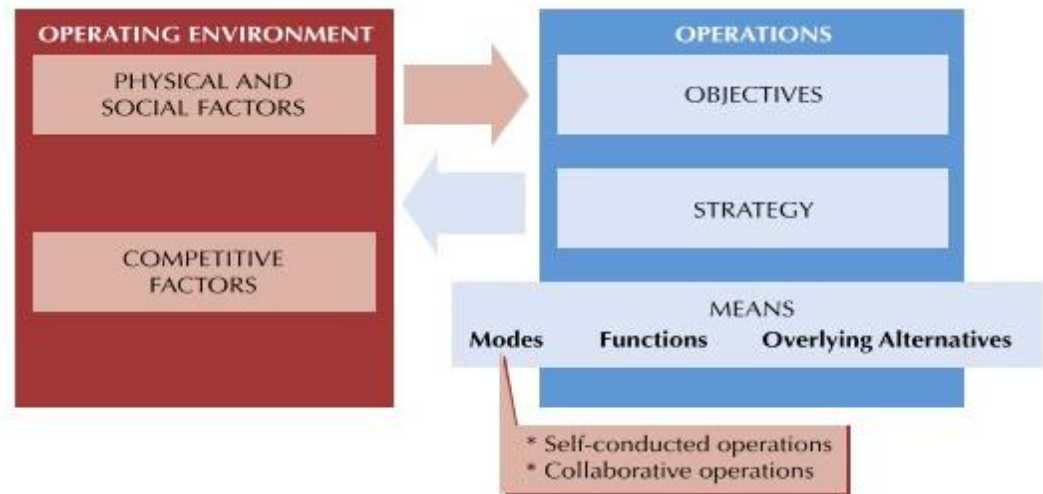 OPERATING ENVIRONMENT
PHYSICAL AND
SOCIAL FACTORS
COMPETITIVE
FACTORS
OPERATIONS
OBJECTIVES
STRATEGY
MEANS
Modes Functions Overlying Alternatives
* Self-conducted operations
* Collaborative operations